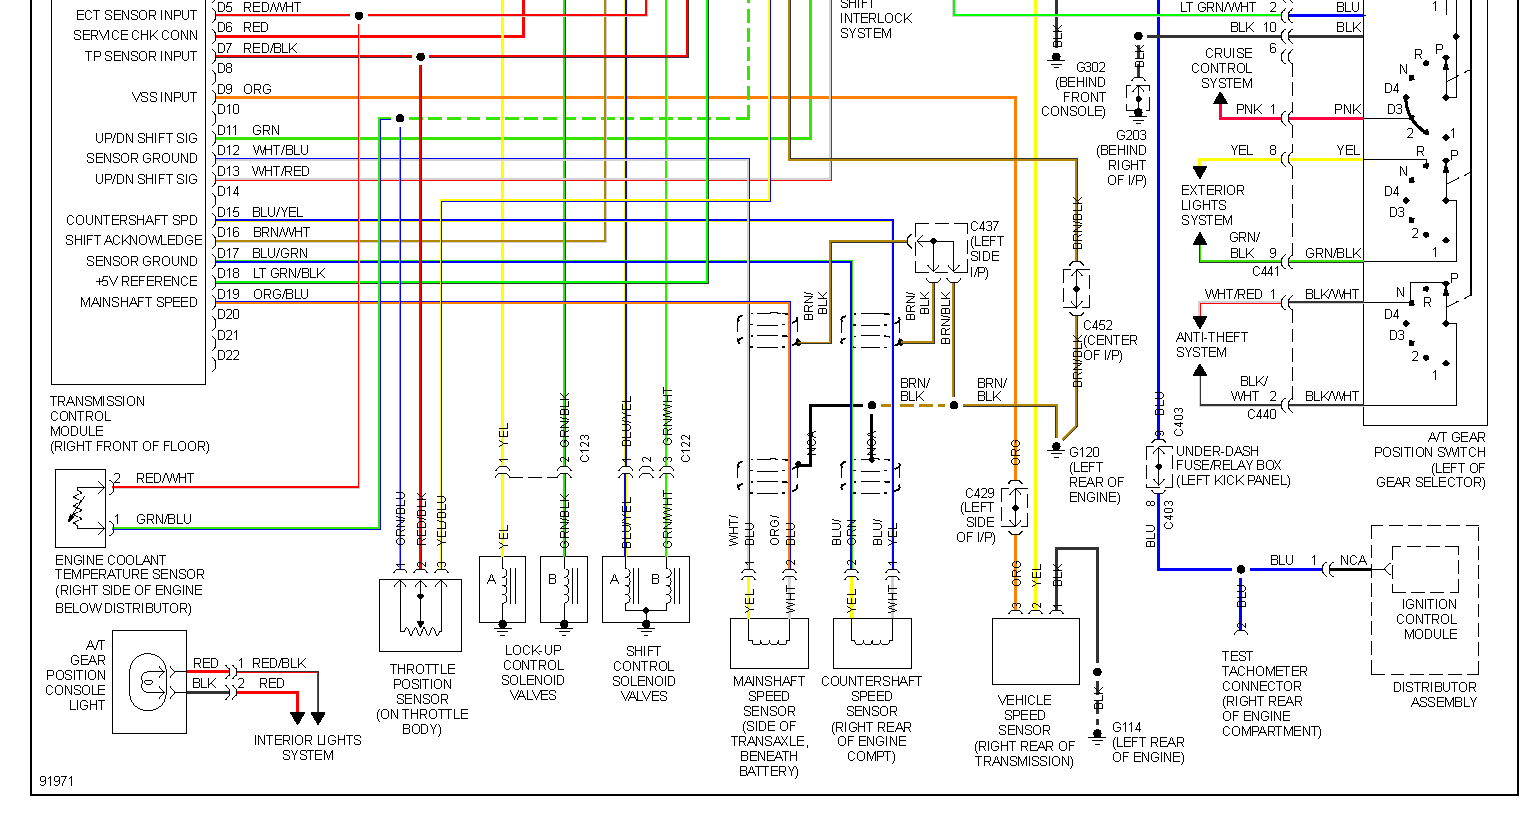 ECT SENSOR INPUT D5 RED/WHT
SERVICE CHK CONN D6 RED
TP SENSOR INPUT D7 RED/BLK
D8
VSS INPUT D9 ORG
D10
UP/DN SHIFT SIG D11 GRN
SENSOR GROUND D12 WHT/BLU
UP/DN SHIFT SIG D13 WHT/RED
D14
COUNTERSHAFT SPD D15 BLU/YEL
SHIFT ACKNOWLEDGE D16 BRN/WHT
SENSOR GROUND D17 BLU/GRN
+5V REFERENCE D18 LT GRN/BLK
MAINSHAFT SPEED D19 ORG/BLU
D20
D21
D22
TRANSMISSION
CONTROL
MODULE
(RIGHT FRONT OF FLOOR)
2 RED/WHT
1 GRN/BLU
ENGINE COOLANT
TEMPERATURE SENSOR
(RIGHT SIDE OF ENGINE
BELOW DISTRIBUTOR)
A/T
GEAR
POSITION
CONSOLE
LIGHT
RED 1 RED/BLK
BLK 2 RED
INTERIOR LIGHTS
SYSTEM
91971
GRN/BLU
RED/BLK
YEL/BLU
1
2
3
THROTTLE
POSITION
SENSOR
(ON THROTTLE
BODY)
YEL
GRN/BLK
1
2
C123
YEL
GRN/BLK
A
B
LOCK-UP
CONTROL
SOLENOID
VALVES
BLU/YEL
GRN/WHT
1
2
3
C122
BLU/YEL
GRN/WHT
A
B
SHIFT
CONTROL
SOLENOID
VALVES
SHIFT
INTERLOCK
SYSTEM
BRN/
BLK
BRN/
BLK
BRN/BLK
C437
(LEFT
SIDE
I/P)
BRN/
BLK
BRN/
BLK
NCA
NCA
WHT/
BLU
ORG/
BLU
BLU/
GRN
BLU/
YEL
1
2
2
1
YEL
WHT
YEL
WHT
MAINSHAFT
SPEED
SENSOR
(SIDE OF
TRANSAXLE,
BENEATH
BATTERY)
COUNTERSHAFT
SPEED
SENSOR
(RIGHT REAR
OF ENGINE
COMPT)
ORG
C429
(LEFT
SIDE
OF I/P)
ORG
YEL
BLK
3
2
1
VEHICLE
SPEED
SENSOR
(RIGHT REAR OF
TRANSMISSION)
BLK
G114
(LEFT REAR
OF ENGINE)
BLK
G302
(BEHIND
FRONT
CONSOLE)
BLK
G203
(BEHIND
RIGHT
OF I/P)
BRN/BLK
C452
(CENTER
OF I/P)
BRN/BLK
G120
(LEFT
REAR OF
ENGINE)
LT GRN/WHT 2 BLU
BLK 10 BLK
6
CRUISE
CONTROL
SYSTEM
PNK 1 PNK
YEL 8 YEL
EXTERIOR
LIGHTS
SYSTEM
GRN/
BLK 9 GRN/BLK
C441
WHT/RED 1 BLK/WHT
ANTI-THEFT
SYSTEM
BLK/
WHT 2 BLK/WHT
C440
1
P
R
N
D4
D3
2
1
P
R
N
D4
D3
2
1
P
N
R
D4
D3
2
1
A/T GEAR
POSITION SWITCH
(LEFT OF
GEAR SELECTOR)
BLU
C403
UNDER-DASH
FUSE/RELAY BOX
(LEFT KICK PANEL)
8
C403
BLU
BLU 1 NCA
BLU
2
TEST
TACHOMETER
CONNECTOR
(RIGHT REAR
OF ENGINE
COMPARTMENT)
IGNITION
CONTROL
MODULE
DISTRIBUTOR
ASSEMBLY